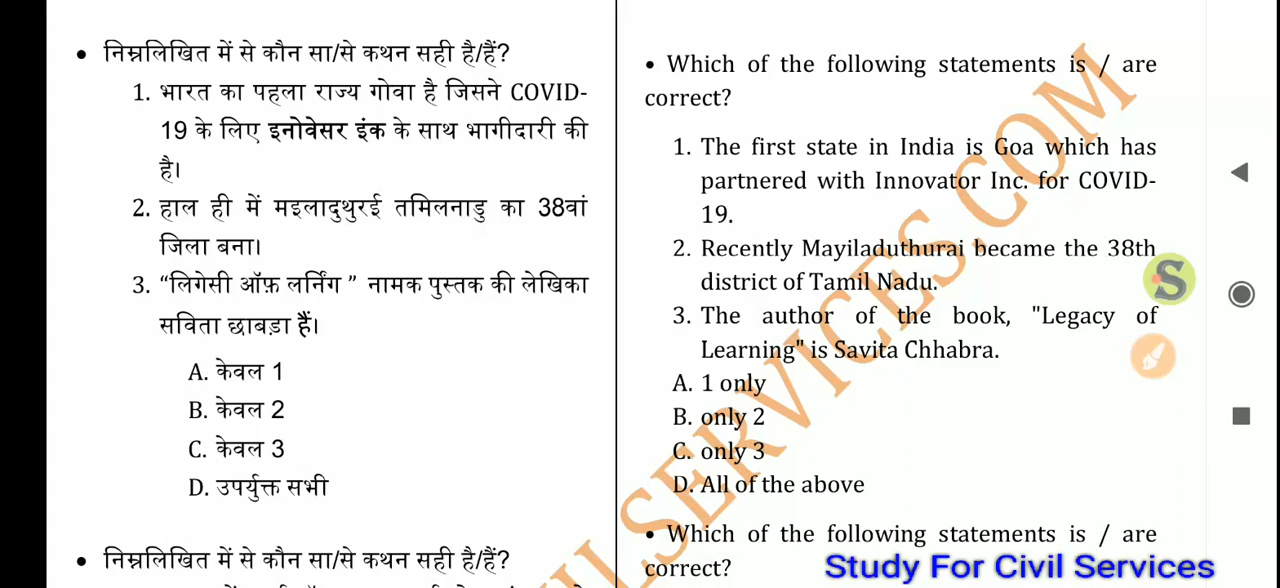 • निम्नलिखित में से कौन सा/से कथन सही है/हैं?
1. भारत का पहला राज्य गोवा है जिसने COVID-
19 के लिए इनोवेसर इंक के साथ भागीदारी की
है।
2. हाल ही में मइलादुथुरई तमिलनाडु का 38वां
जिला बना।
3. “लिगेसी ऑफ़ लर्निंग ” नामक पुस्तक की लेखिका
सविता छाबड़ा हैं।
A. केवल 1
B. केवल 2
C. केवल 3
D. उपर्युक्त सभी
• निम्नलिखित में से कौन सा/से कथन सही है/हैं?
• Which of the following statements is / are
correct?
1. The first state in India is Goa which has
partnered with Innovator Inc. for COVID-
19.
2. Recently Mayiladuthurai became the 38th
district of Tamil Nadu.
3. The author of the book, "Legacy of
Learning" is Savita Chhabra.
A. 1 only
B. only 2
C. only 3
D. All of the above
• Which of the following statements is / are
correct?
Study For Civil Services
ILSERVICES.COM
S